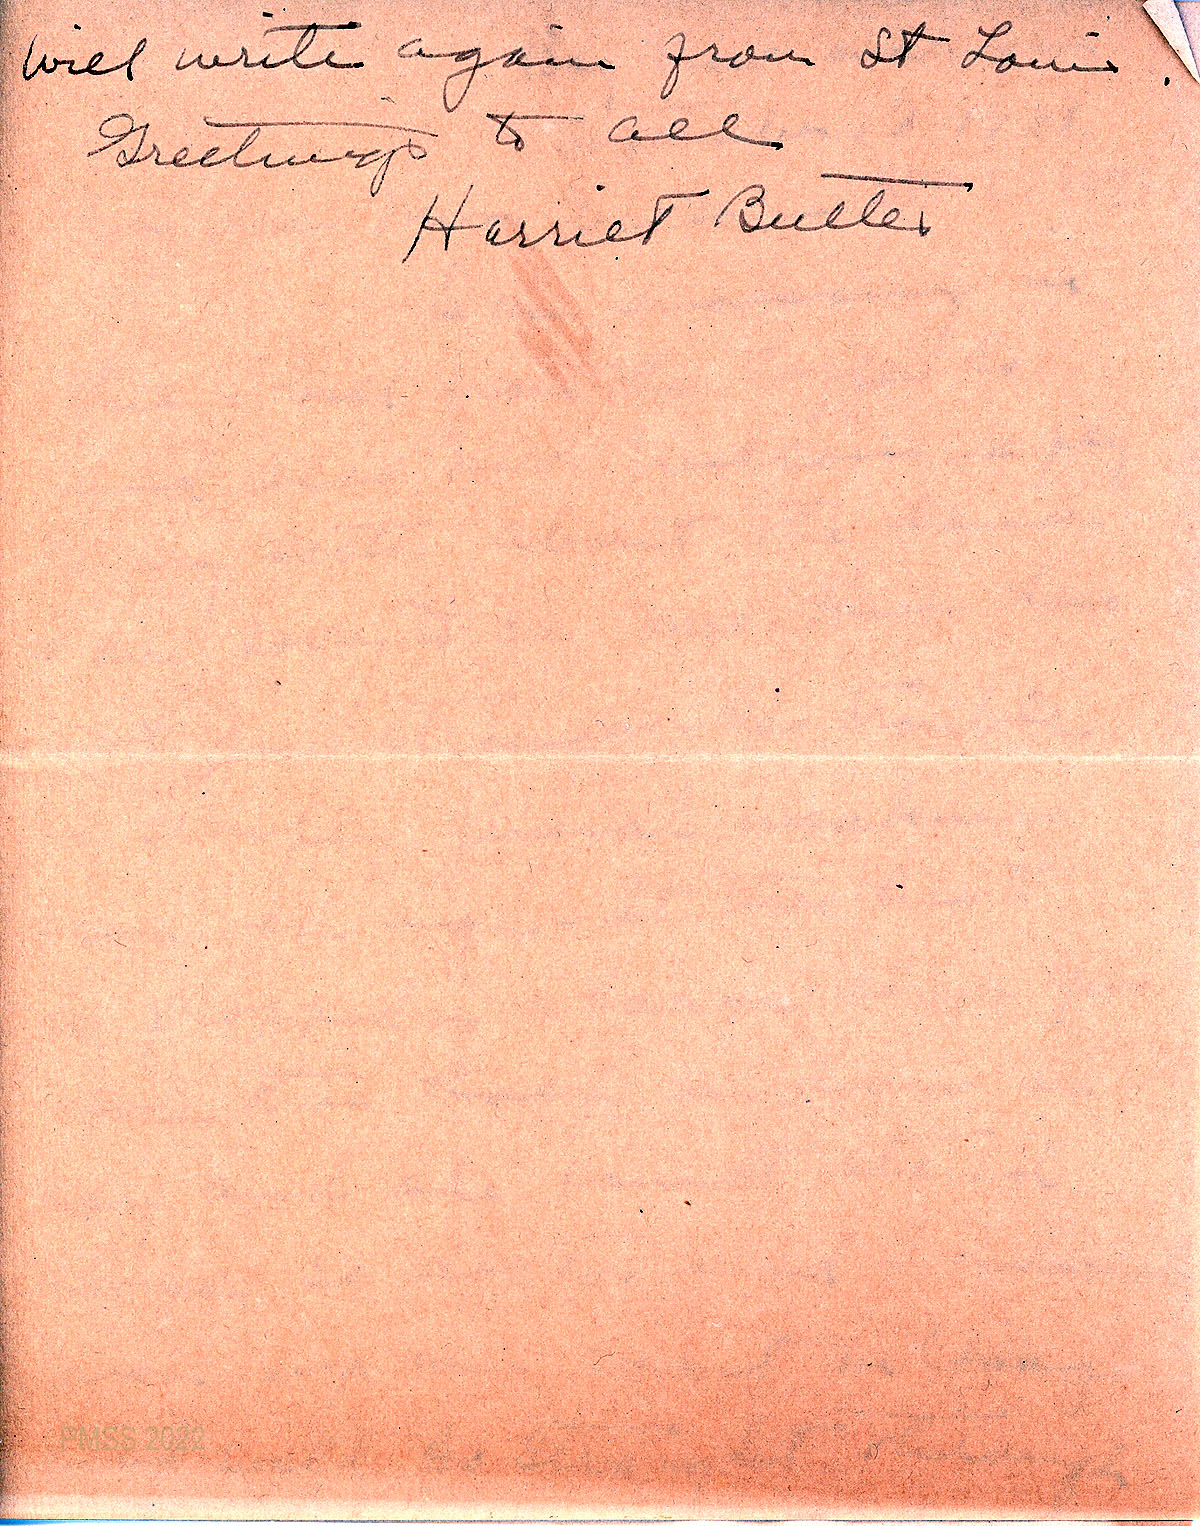 will write again from St Louis.
Greetings to all
Harriet Butler
PMSS 2022